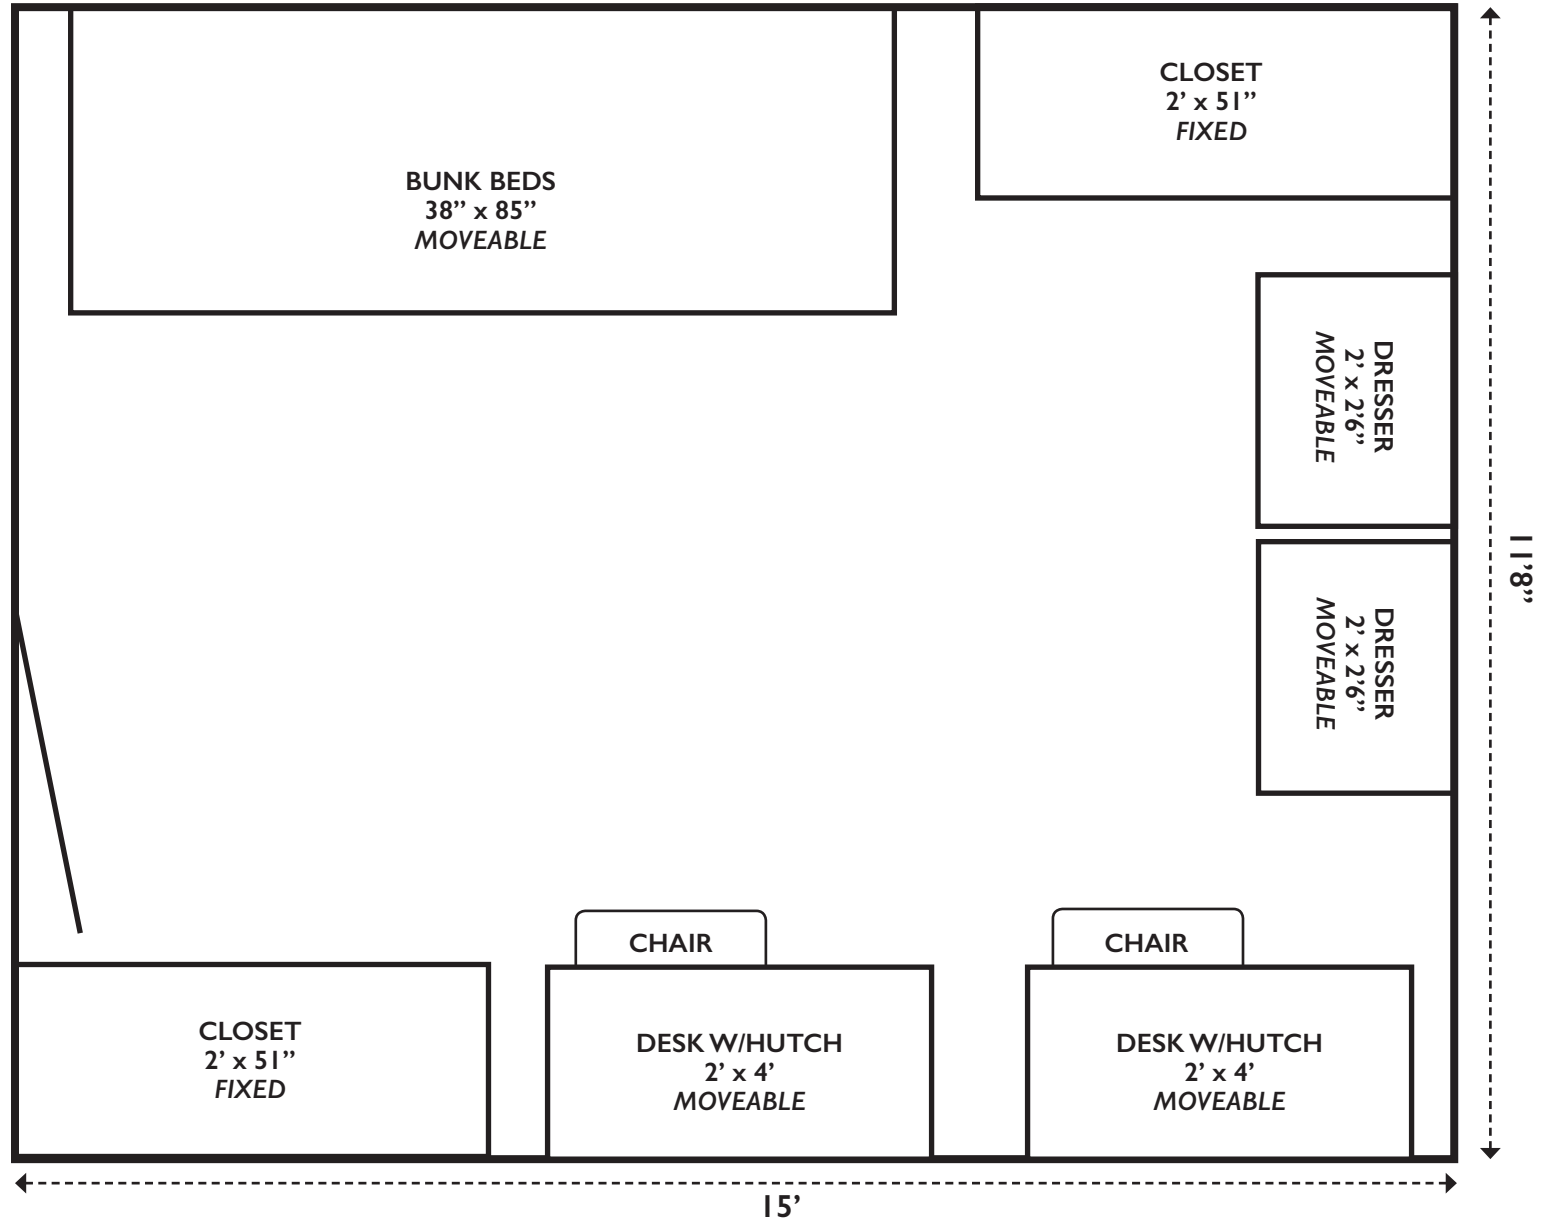 CLOSET
2’ x 51”
FIXED
BUNK BEDS
38” x 85”
MOVEABLE
DRESSER
2’ x 2’6”
MOVEABLE
11’8”
DRESSER
2’ x 2’6”
MOVEABLE
CHAIR
CHAIR
CLOSET
2’ x 51”
FIXED
DESK W/HUTCH
2’ x 4’
MOVEABLE
DESK W/HUTCH
2’ x 4’
MOVEABLE
15’